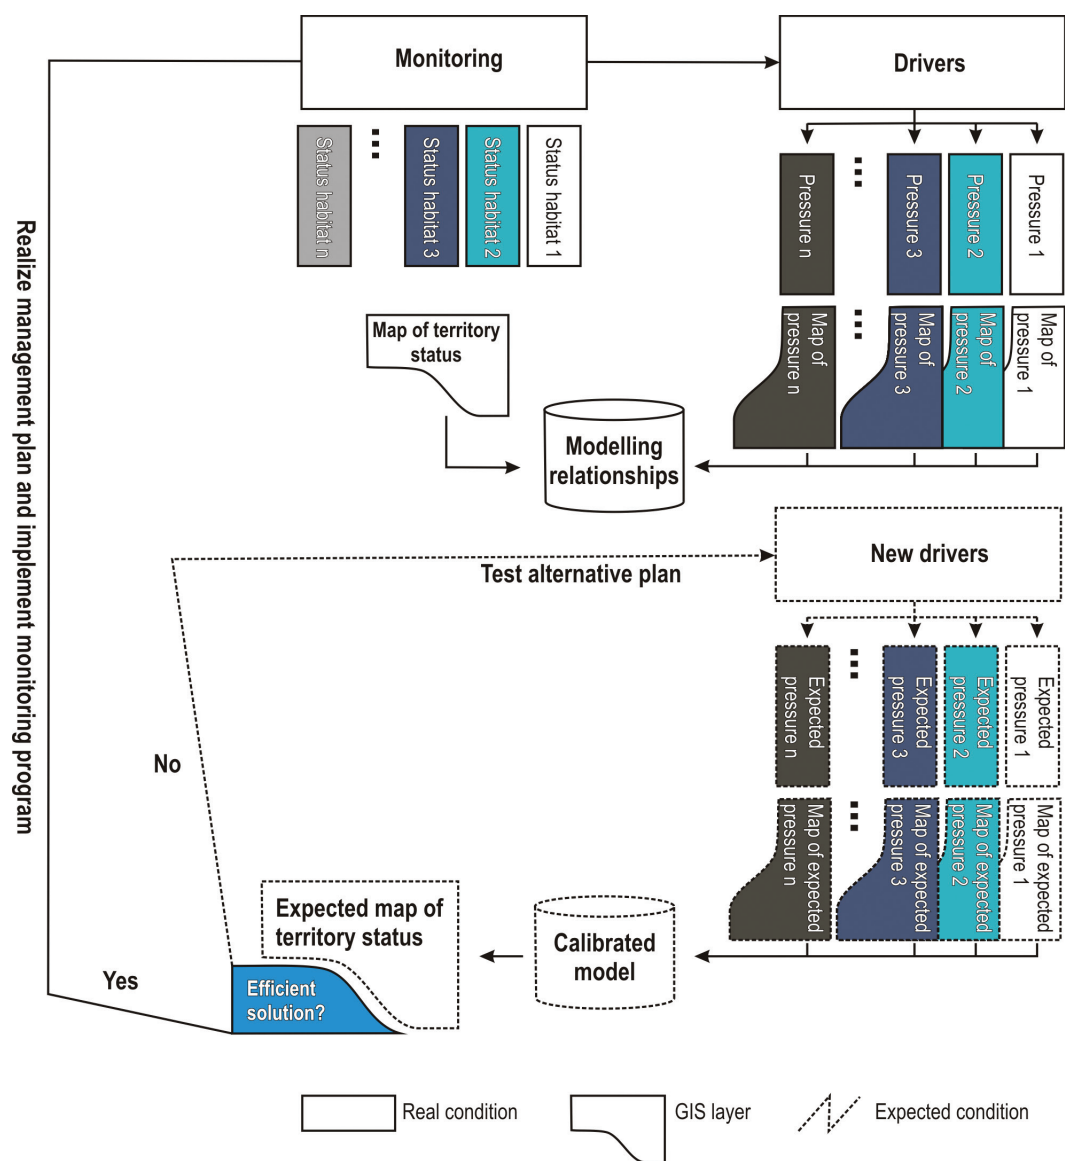 Monitoring
Drivers
Status habitat n
...
Status habitat 3
Status habitat 2
Status habitat 1
Pressure n
...
Pressure 3
Pressure 2
Pressure 1
Map of territory
status
Map of
pressure n
...
Map of
pressure 3
Map of
pressure 2
Map of
pressure 1
Modelling
relationships
Realize management plan and implement monitoring program
Test alternative plan
New drivers
Expected
pressure n
...
Expected
pressure 3
Expected
pressure 2
Expected
pressure 1
No
Map of expected
pressure n
...
Map of expected
pressure 3
Map of expected
pressure 2
Map of expected
pressure 1
Expected map of
territory status
Calibrated
model
Yes
Efficient
solution?
Real condition
GIS layer
Expected condition